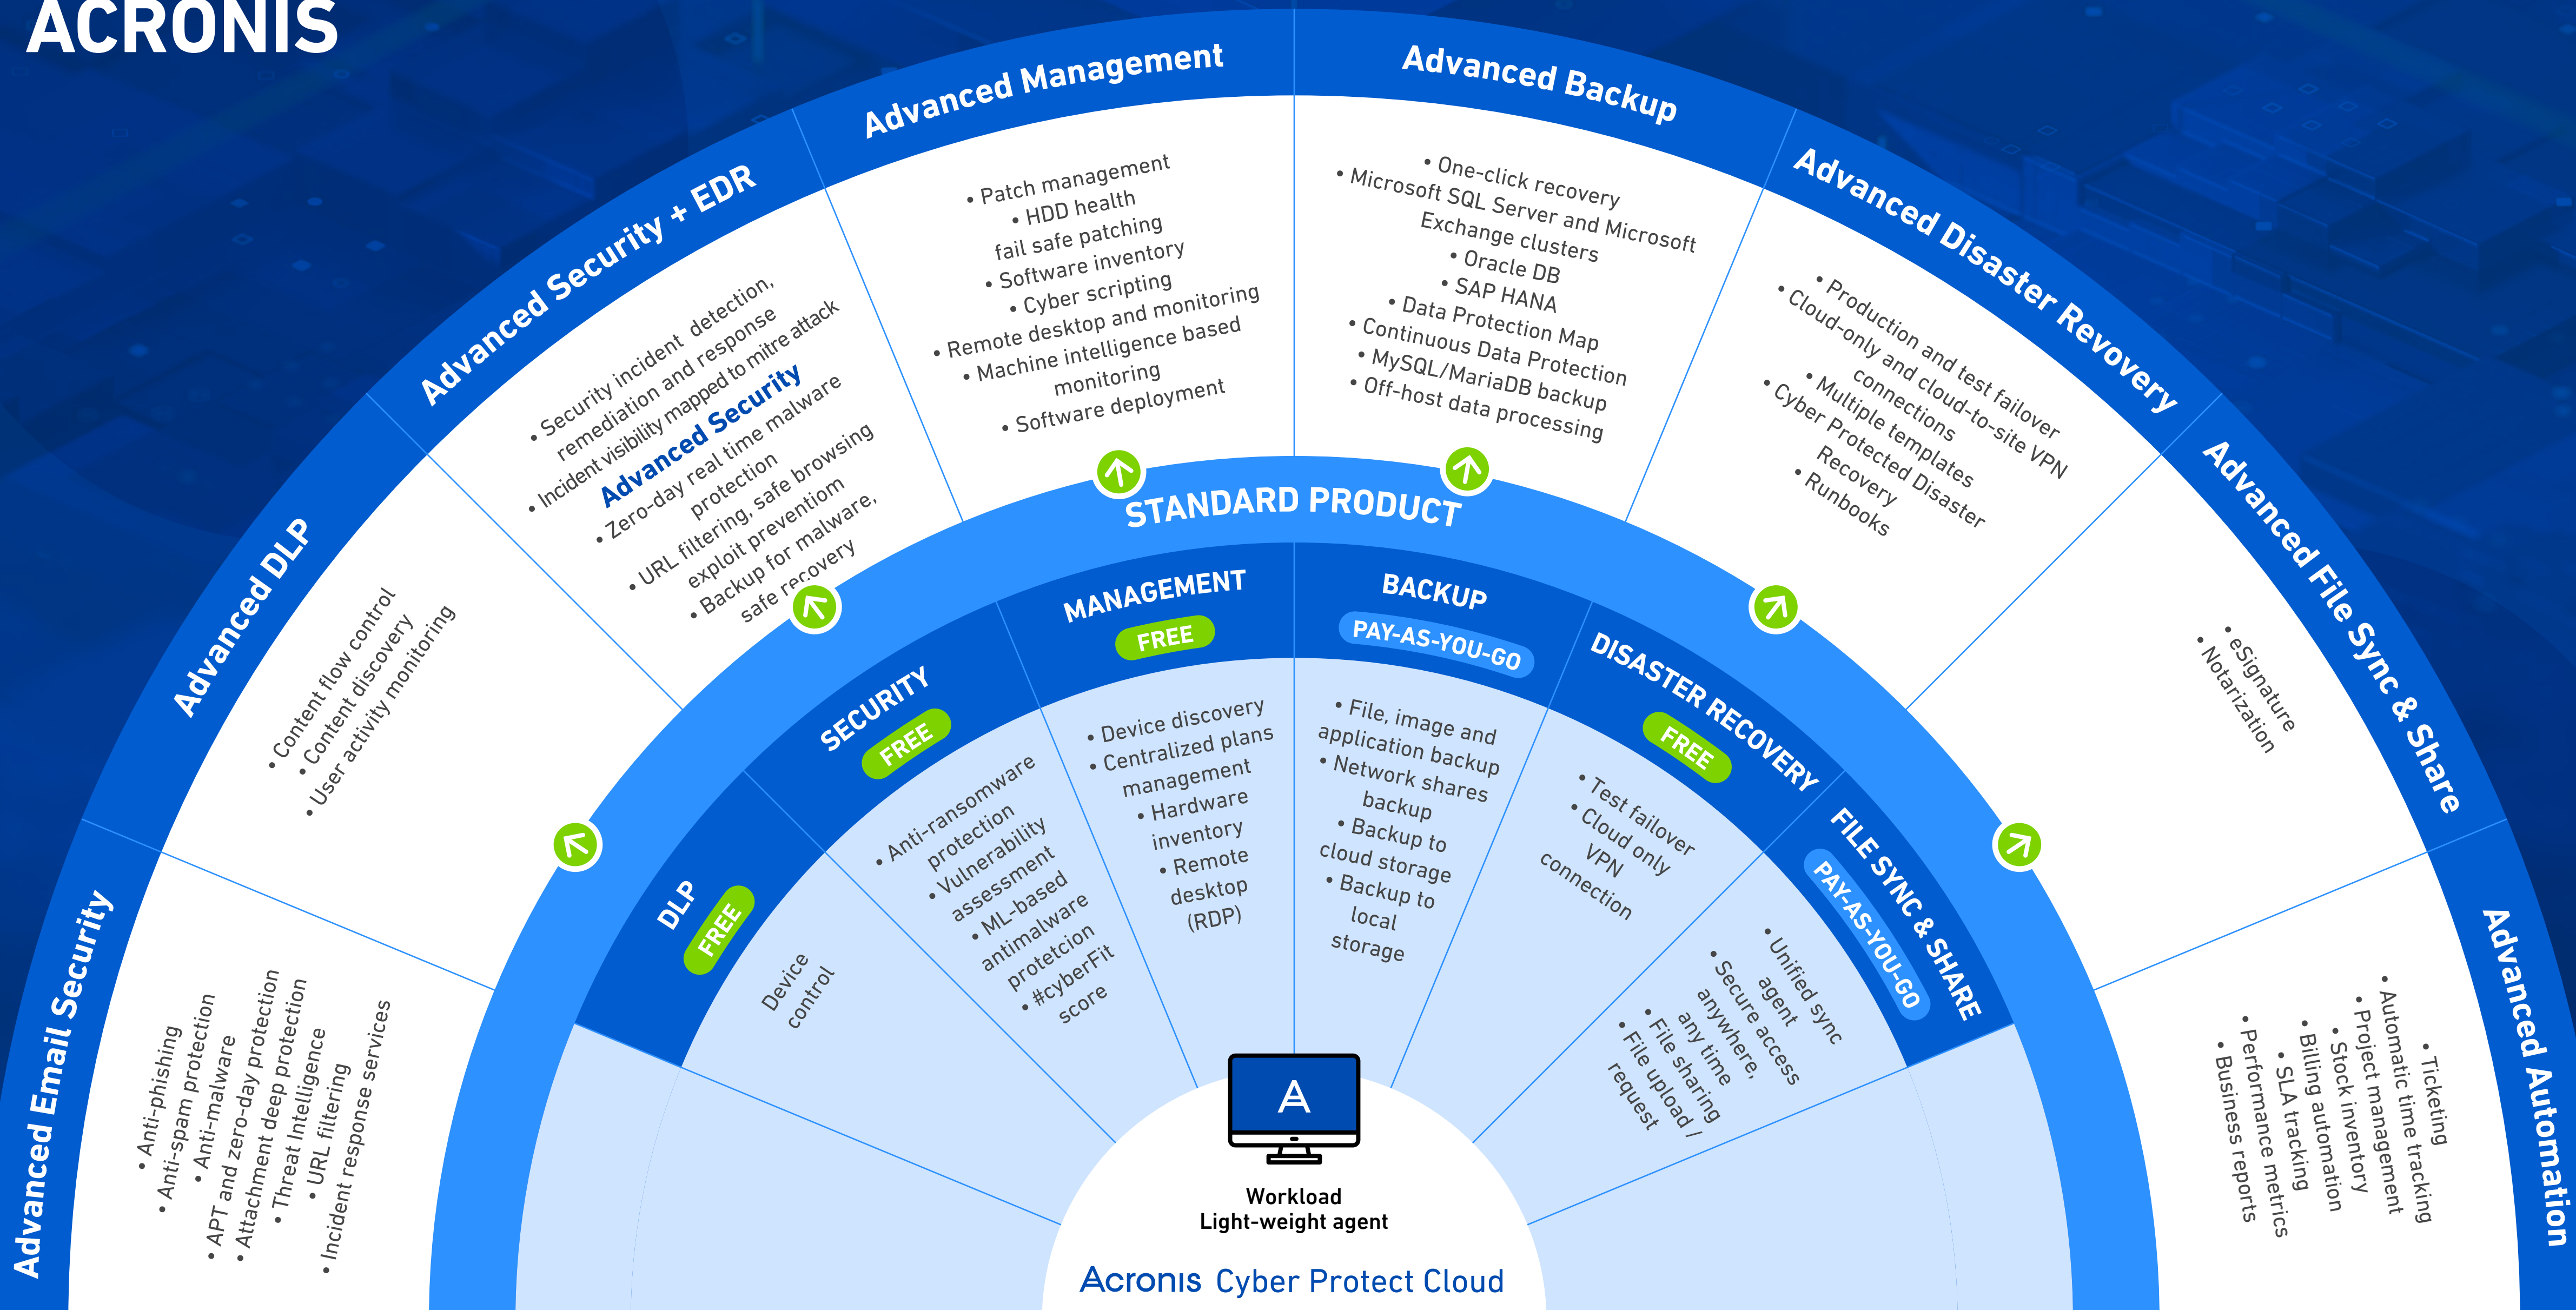 ACRONIS
Advanced Email Security
• Anti-phishing
• Anti-spam protection
• Anti-malware
• APT and zero-day protection
• Attachment deep protection
• Threat Intelligence
• URL filtering
• Incident response services
Advanced DLP
• Content flow control
• Content discovery
• User activity monitoring
Advanced Security + EDR
• Security incident detection,
remediation and response
• Incident visibility mapped to mitre attack
Advanced Security
• Zero-day real time malware
protection
• URL filtering, safe browsing
exploit preventiom
• Backup for malware,
safe recovery
Advanced Management
• Patch management
• HDD health
fail safe patching
• Software inventory
• Cyber scripting
• Remote desktop and monitoring
• Machine intelligence based
monitoring
• Software deployment
Advanced Backup
• One-click recovery
• Microsoft SQL Server and Microsoft
Exchange clusters
• Oracle DB
• SAP HANA
• Data Protection Map
• Continuous Data Protection
• MySQL/MariaDB backup
• Off-host data processing
Advanced Disaster Revovery
• Production and test failover
• Cloud-only and cloud-to-site VPN
connections
• Multiple templates
• Cyber Protected Disaster
Recovery
• Runbooks
Advanced File Sync & Share
• eSignature
• Notarization
Advanced Automation
• Ticketing
• Automatic time tracking
• Project management
• Stock inventory
• Billing automation
• SLA tracking
• Performance metrics
• Business reports
STANDARD PRODUCT
DLP
FREE
Device
control
SECURITY
FREE
• Anti-ransomware
protection
• Vulnerability
assessment
• ML-based
antimalware
protetcion
• #cyberFit
score
MANAGEMENT
FREE
• Device discovery
• Centralized plans
management
• Hardware
inventory
• Remote
desktop
(RDP)
BACKUP
PAY-AS-YOU-GO
• File, image and
application backup
• Network shares
backup
• Backup to
cloud storage
• Backup to
local
storage
DISASTER RECOVERY
FREE
• Test failover
• Cloud only
VPN
connection
FILE SYNC & SHARE
PAY-AS-YOU-GO
• Unified sync
agent
• Secure access
anywhere,
any time
• File sharing
• File upload /
request
A
Workload
Light-weight agent
Acronis Cyber Protect Cloud